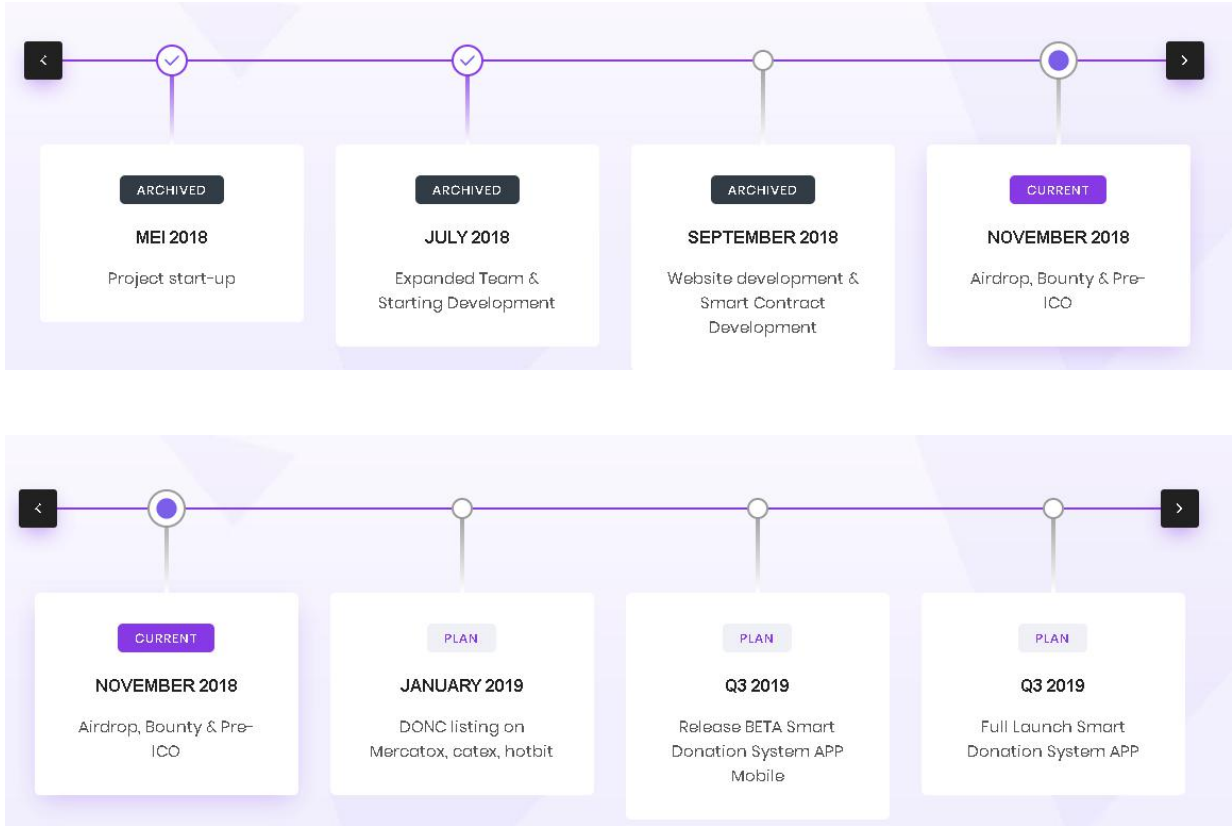 ARCHIVED
MEI 2018
Project start-up
ARCHIVED
JULY 2018
Expanded Team &
Starting Development
ARCHIVED
SEPTEMBER 2018
Website development &
Smart Contract
Development
CURRENT
NOVEMBER 2018
Airdrop, Bounty & Pre-
ICO
CURRENT
NOVEMBER 2018
Airdrop, Bounty & Pre-
ICO
PLAN
JANUARY 2019
DONC listing on
Mercatox, catex, hotbit
PLAN
Q3 2019
Release BETA Smart
Donation System APP
Mobile
PLAN
Q3 2019
Full Launch Smart
Donation System APP